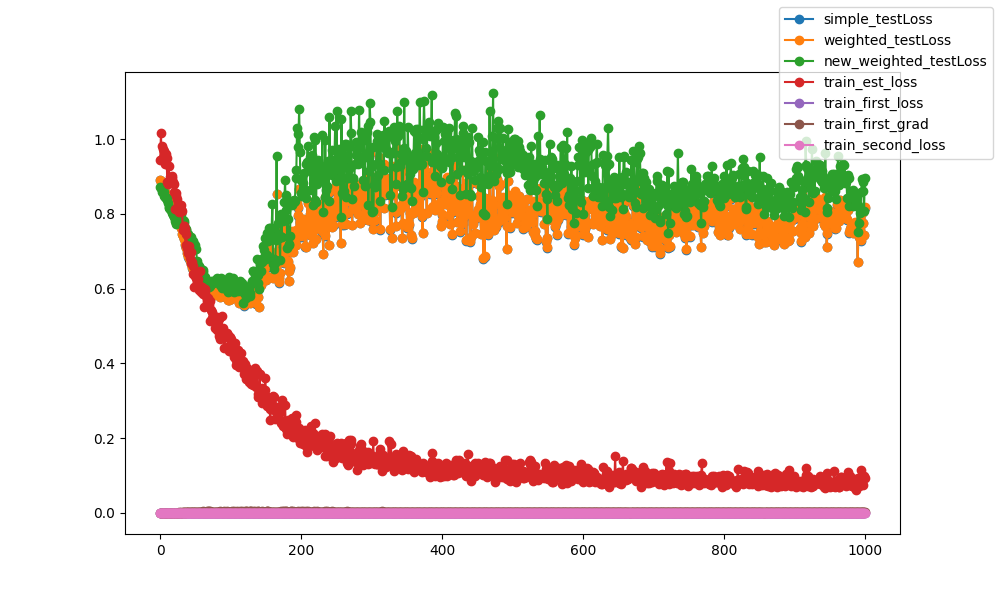 simple_testLoss
weighted_testLoss
new_weighted_testLoss
train_est_loss
train_first_loss
train_first_grad
train_second_loss
1.0
0.8
0.6
0.4
0.2
0.0
0 200 400 600 800 1000